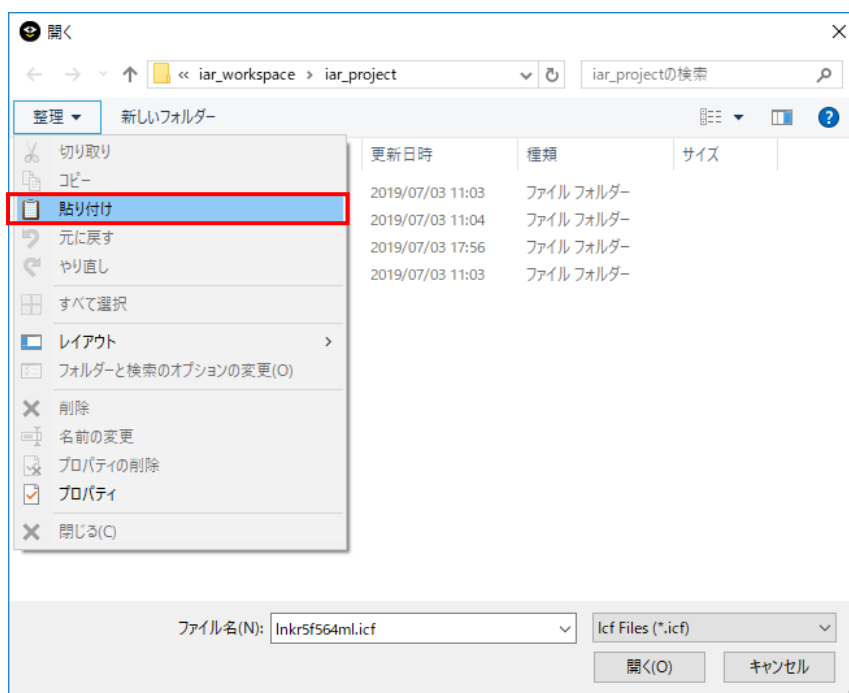 開く
« iar_workspace › iar_project
iar_projectの検索
整理
新しいフォルダー
更新日時 種類 サイズ
2019/07/03 11:03 ファイル フォルダー
2019/07/03 11:04 ファイル フォルダー
2019/07/03 17:56 ファイル フォルダー
2019/07/03 11:03 ファイル フォルダー
切り取り
コピー
貼り付け
元に戻す
やり直し
すべて選択
レイアウト
フォルダーと検索のオプションの変更(O)
削除
名前の変更
プロパティの削除
プロパティ
閉じる(C)
ファイル名(N): lnkr5f564ml.icf
Icf Files (*.icf)
開く(O) キャンセル